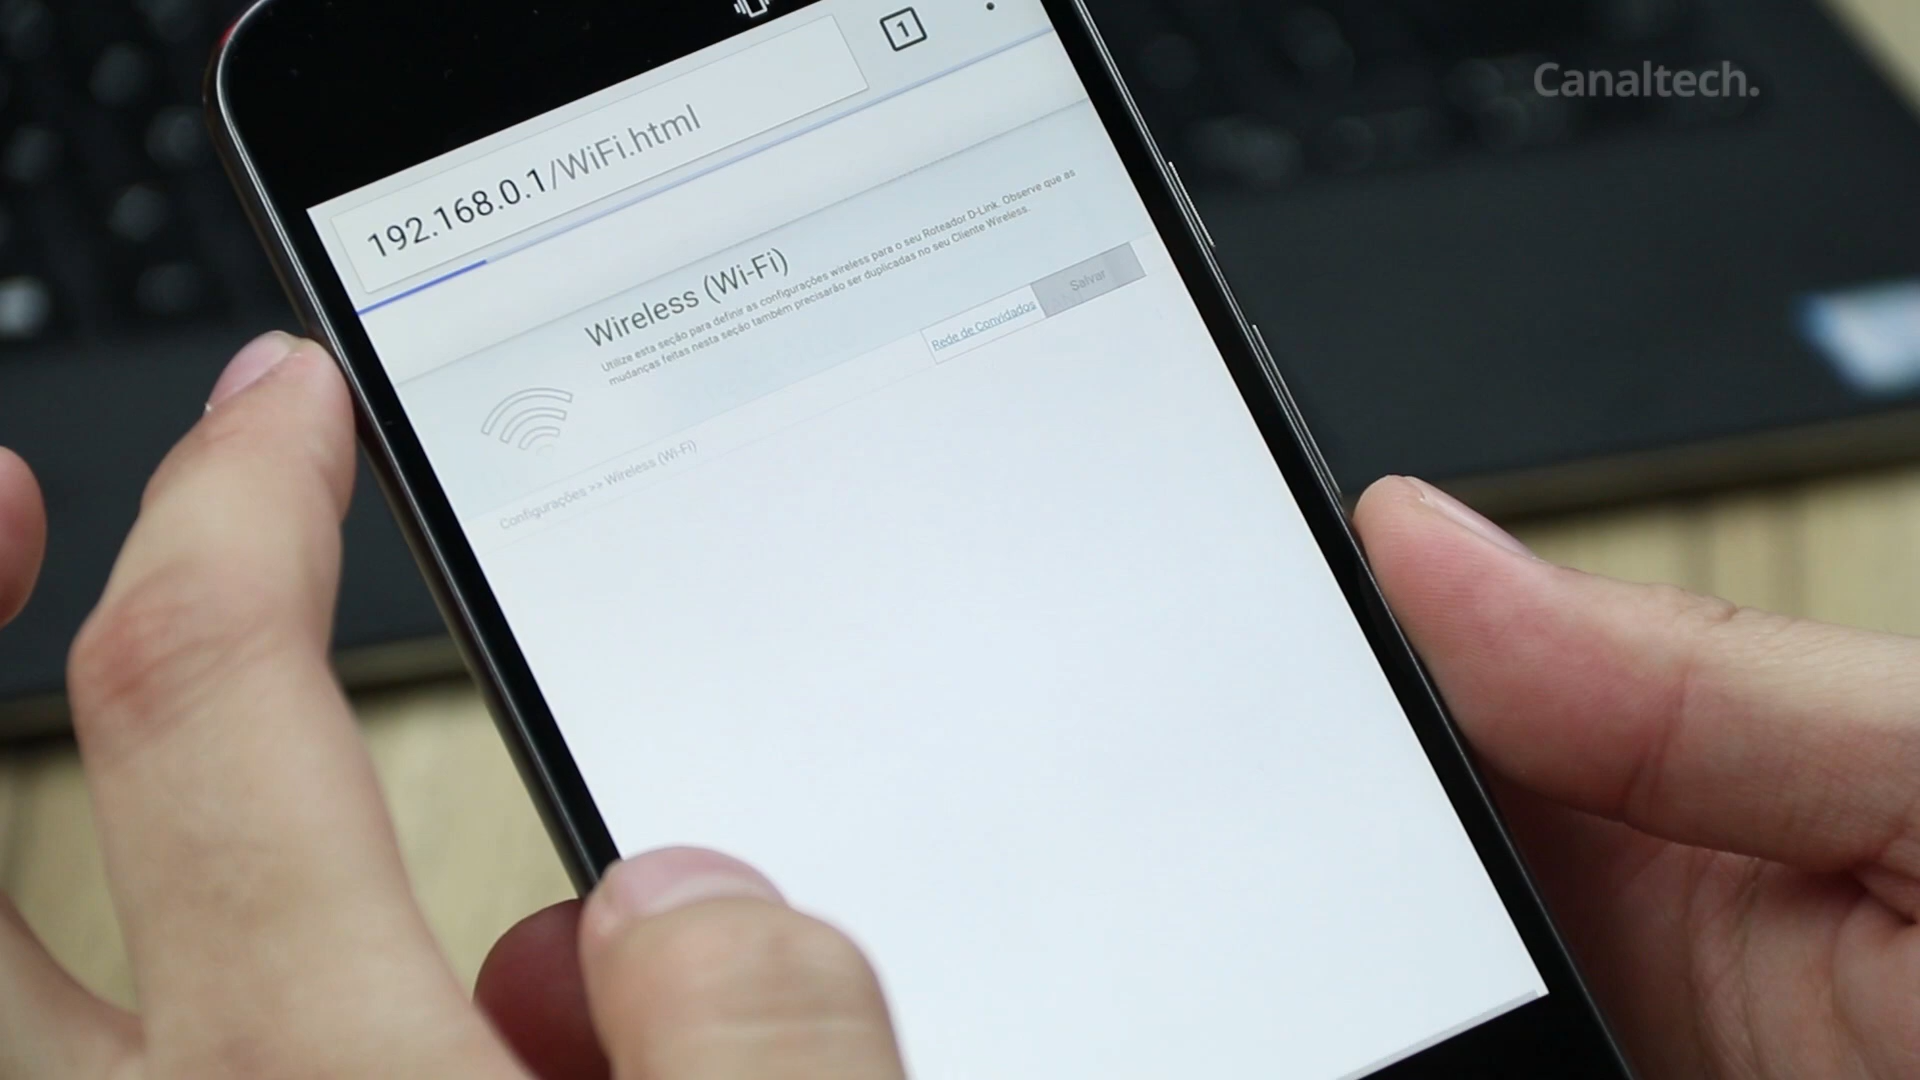 Canaltech.
1
192.168.0.1/WiFi.html
Wireless (Wi-Fi)
Utilize esta seção para definir as configurações wireless para o seu Roteador D-Link. Observe que as
mudanças feitas nesta seção também precisarão ser duplicadas no seu Cliente Wireless.
Rede de Convidados
Salvar
Configurações >> Wireless (Wi-Fi)